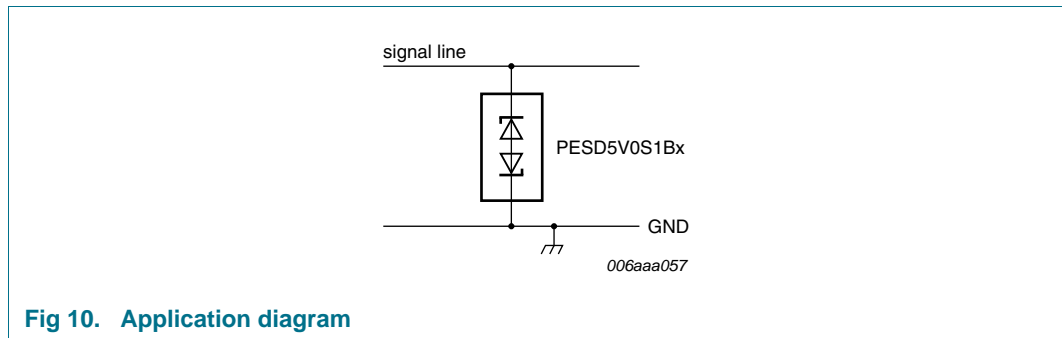 signal line
PESD5V0S1Bx
GND
006aaa057
Fig 10. Application diagram